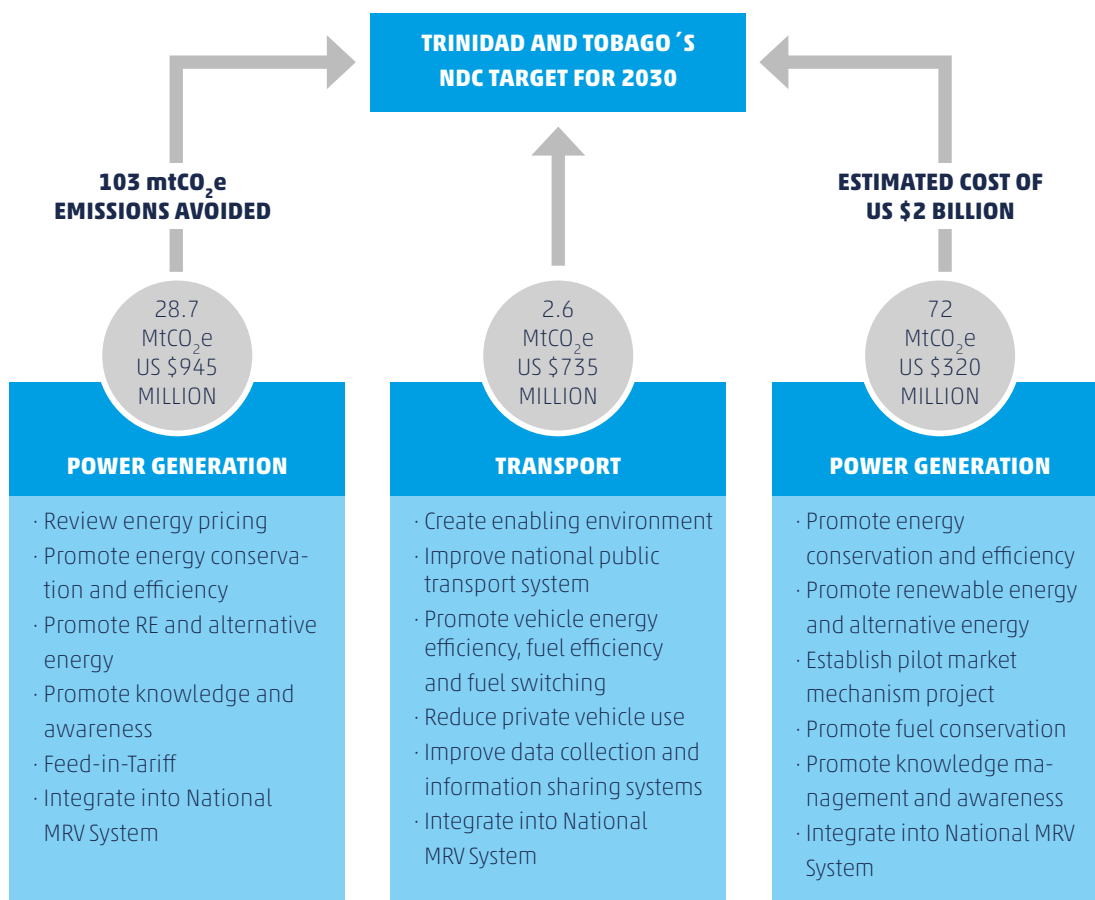 TRINIDAD AND TOBAGO´S
NDC TARGET FOR 2030
103 mtCO₂e
EMISSIONS AVOIDED
ESTIMATED COST OF
US $2 BILLION
28.7
MtCO₂e
US $945
MILLION
POWER GENERATION
· Review energy pricing
· Promote energy conserva-
tion and efficiency
· Promote RE and alternative
energy
· Promote knowledge and
awareness
· Feed-in-Tariff
· Integrate into National
MRV System
2.6
MtCO₂e
US $735
MILLION
TRANSPORT
· Create enabling environment
· Improve national public
transport system
· Promote vehicle energy
efficiency, fuel efficiency
and fuel switching
· Reduce private vehicle use
· Improve data collection and
information sharing systems
· Integrate into National
MRV System
72
MtCO₂e
US $320
MILLION
POWER GENERATION
· Promote energy
conservation and efficiency
· Promote renewable energy
and alternative energy
· Establish pilot market
mechanism project
· Promote fuel conservation
· Promote knowledge ma-
nagement and awareness
· Integrate into National MRV
System